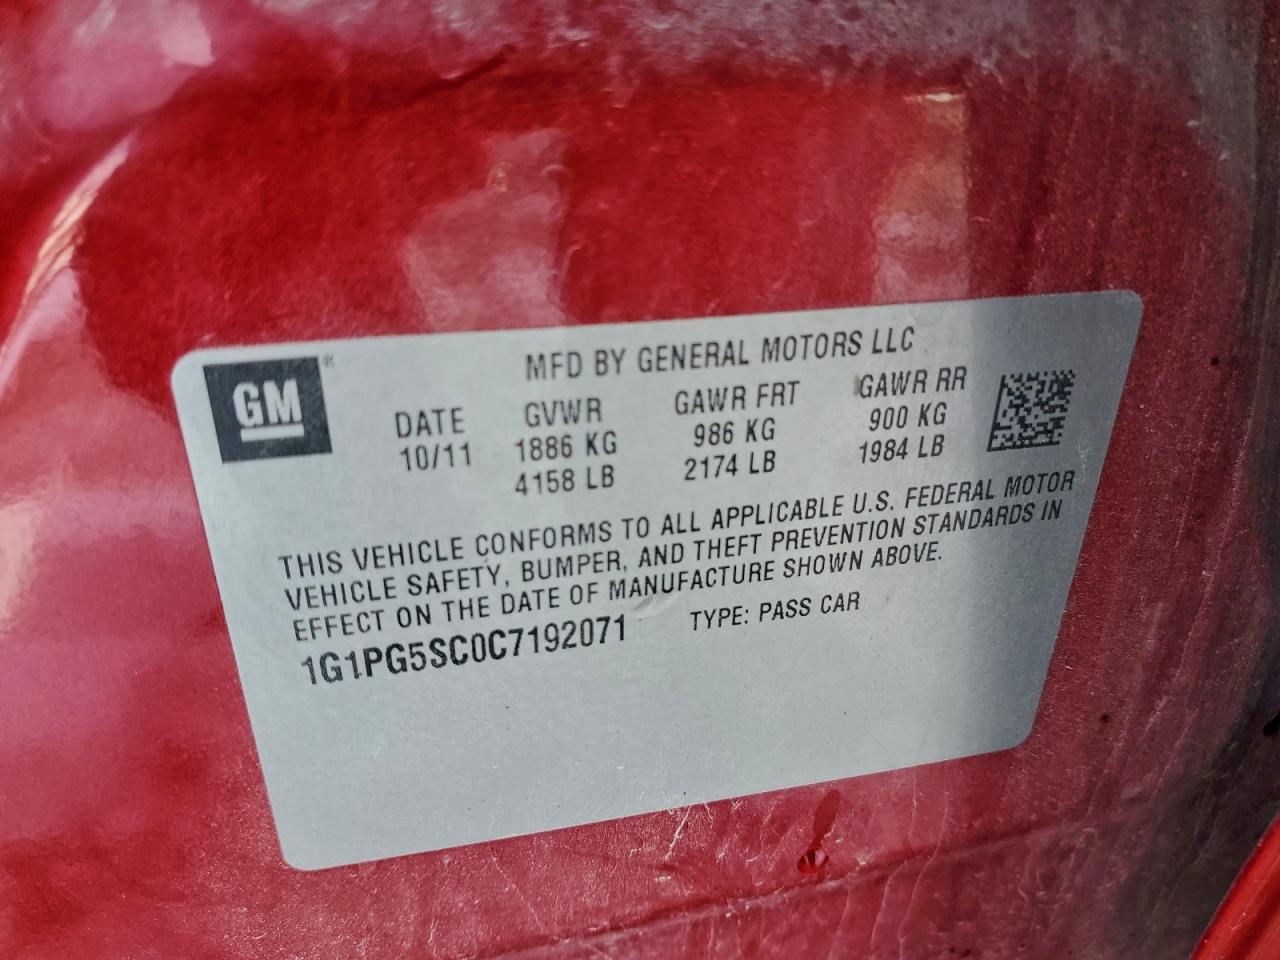 GM®
MFD BY GENERAL MOTORS LLC
DATE GVWR GAWR FRT GAWR RR
10/11 1886 KG 986 KG 900 KG
4158 LB 2174 LB 1984 LB
THIS VEHICLE CONFORMS TO ALL APPLICABLE U.S. FEDERAL MOTOR
VEHICLE SAFETY, BUMPER, AND THEFT PREVENTION STANDARDS IN
EFFECT ON THE DATE OF MANUFACTURE SHOWN ABOVE.
1G1PG5SC0C7192071 TYPE: PASS CAR